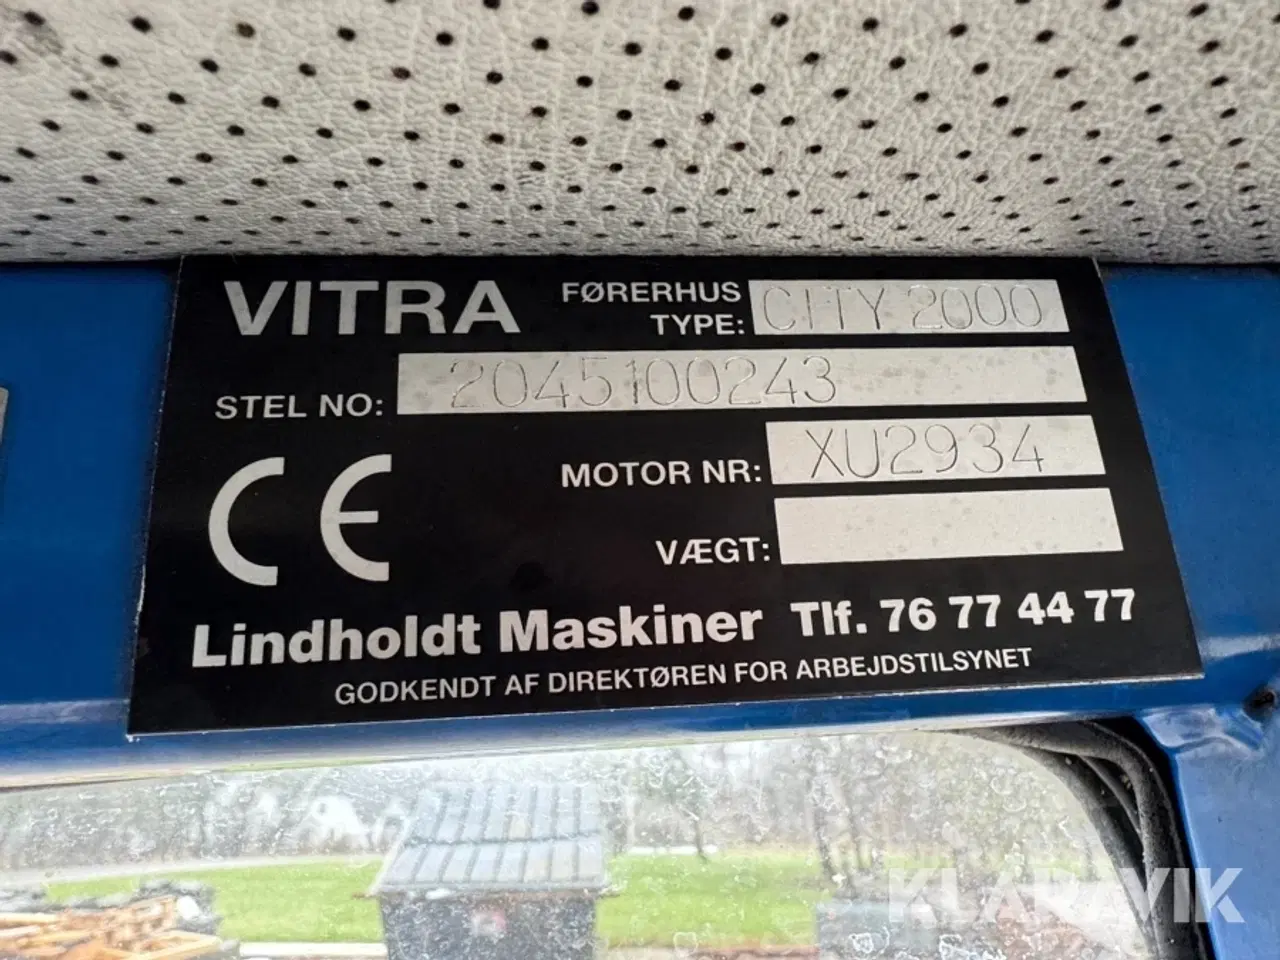 VITRA FØRERHUS TYPE: CITY 2000
STEL NO: 2045100243
MOTOR NR: XU2934
VÆGT:
CE
Lindholdt Maskiner Tlf. 76 77 44 77
GODKENDT AF DIREKTØREN FOR ARBEJDSTILSYNET
KLARAVIK